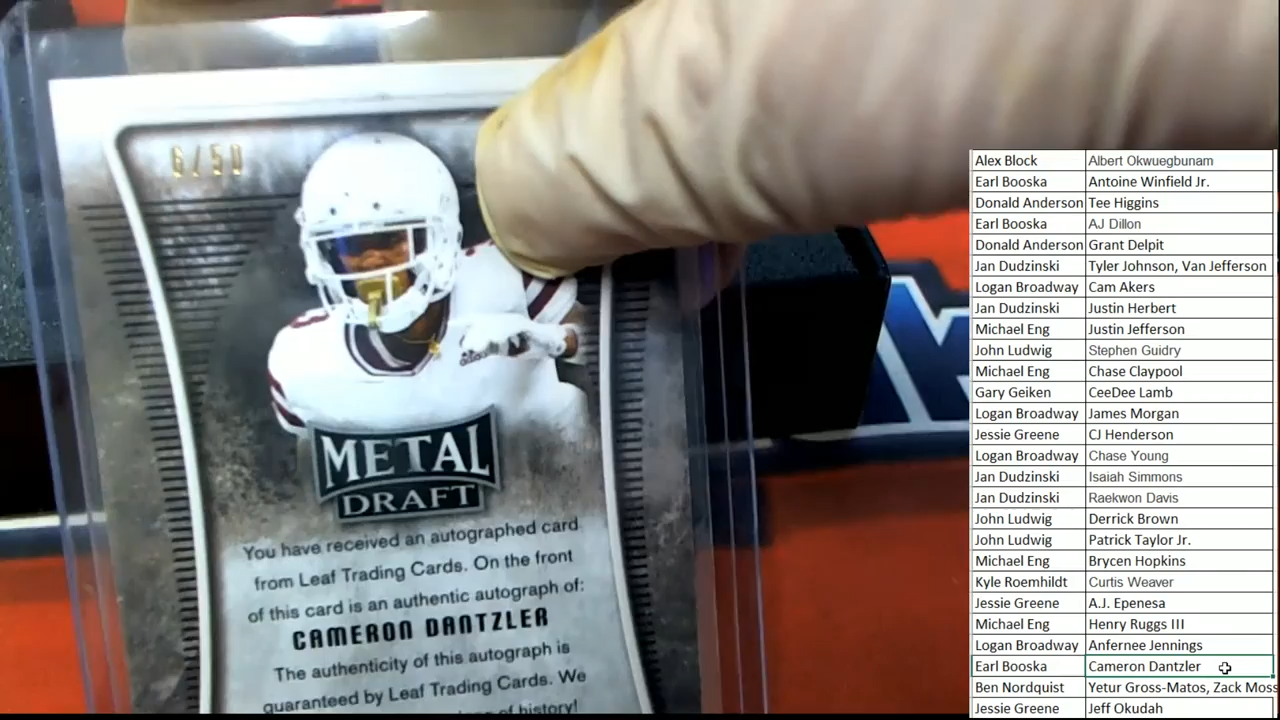 6/50
METAL
DRAFT
You have received an autographed card
from Leaf Trading Cards. On the front
of this card is an authentic autograph of:
CAMERON DANTZLER
The authenticity of this autograph is
guaranteed by Leaf Trading Cards. We
of history!
Alex Block Albert Okwuegbunam
Earl Booska Antoine Winfield Jr.
Donald Anderson Tee Higgins
Earl Booska AJ Dillon
Donald Anderson Grant Delpit
Jan Dudzinski Tyler Johnson, Van Jefferson
Logan Broadway Cam Akers
Jan Dudzinski Justin Herbert
Michael Eng Justin Jefferson
John Ludwig Stephen Guidry
Michael Eng Chase Claypool
Gary Geiken CeeDee Lamb
Logan Broadway James Morgan
Jessie Greene CJ Henderson
Logan Broadway Chase Young
Jan Dudzinski Isaiah Simmons
Jan Dudzinski Raekwon Davis
John Ludwig Derrick Brown
John Ludwig Patrick Taylor Jr.
Michael Eng Brycen Hopkins
Kyle Roemhildt Curtis Weaver
Jessie Greene A.J. Epenesa
Michael Eng Henry Ruggs III
Logan Broadway Anfernee Jennings
Earl Booska Cameron Dantzler
Ben Nordquist Yetur Gross-Matos, Zack Moss
Jessie Greene Jeff Okudah